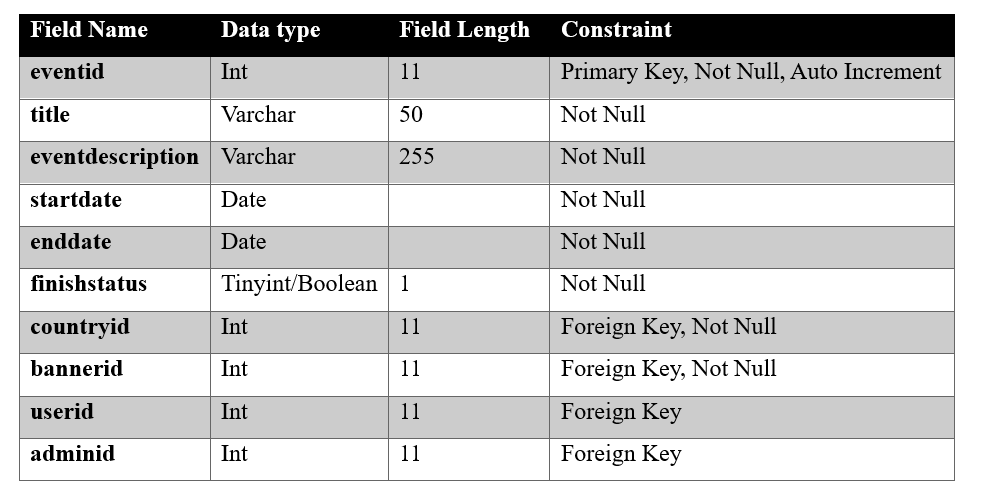 Field Name Data type Field Length Constraint
eventid Int 11 Primary Key, Not Null, Auto Increment
title Varchar 50 Not Null
eventdescription Varchar 255 Not Null
startdate Date Not Null
enddate Date Not Null
finishstatus Tinyint/Boolean 1 Not Null
countryid Int 11 Foreign Key, Not Null
bannerid Int 11 Foreign Key, Not Null
userid Int 11 Foreign Key
adminid Int 11 Foreign Key